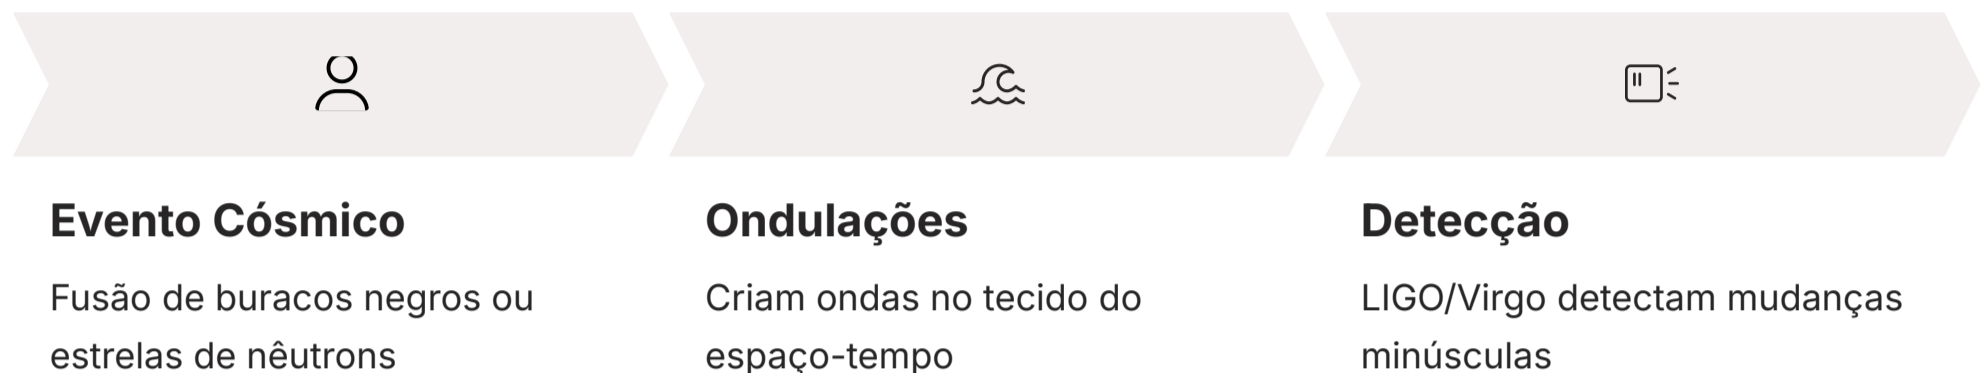 Evento Cósmico
Fusão de buracos negros ou
estrelas de nêutrons
Ondulações
Criam ondas no tecido do
espaço-tempo
Detecção
LIGO/Virgo detectam mudanças
minúsculas